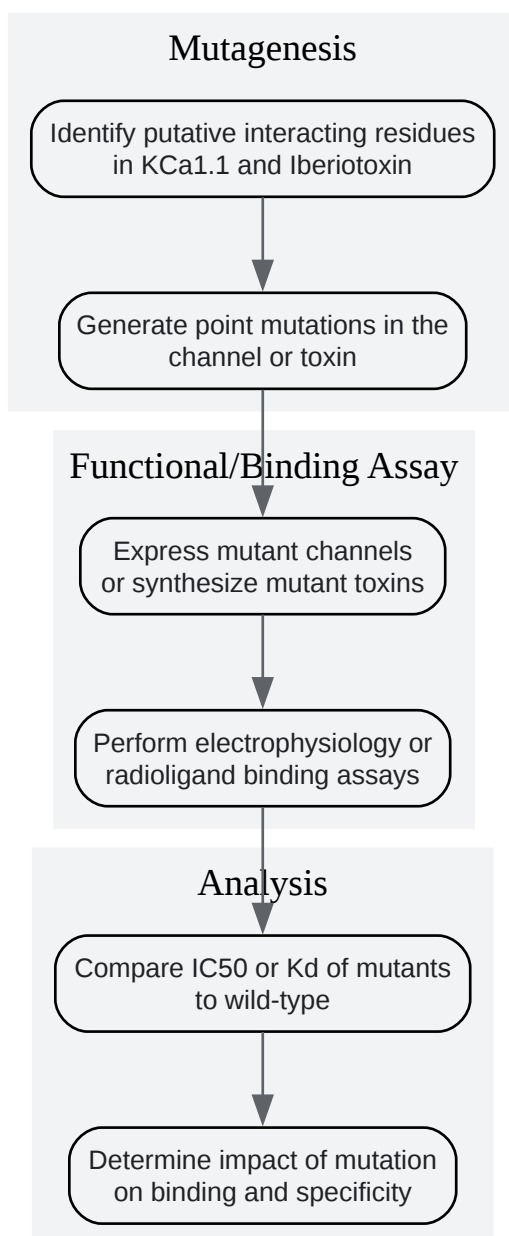 Mutagenesis
Identify putative interacting residues
in KCa1.1 and Iberiotoxin
Generate point mutations in the
channel or toxin
Functional/Binding Assay
Express mutant channels
or synthesize mutant toxins
Perform electrophysiology or
radioligand binding assays
Analysis
Compare IC50 or Kd of mutants
to wild-type
Determine impact of mutation
on binding and specificity